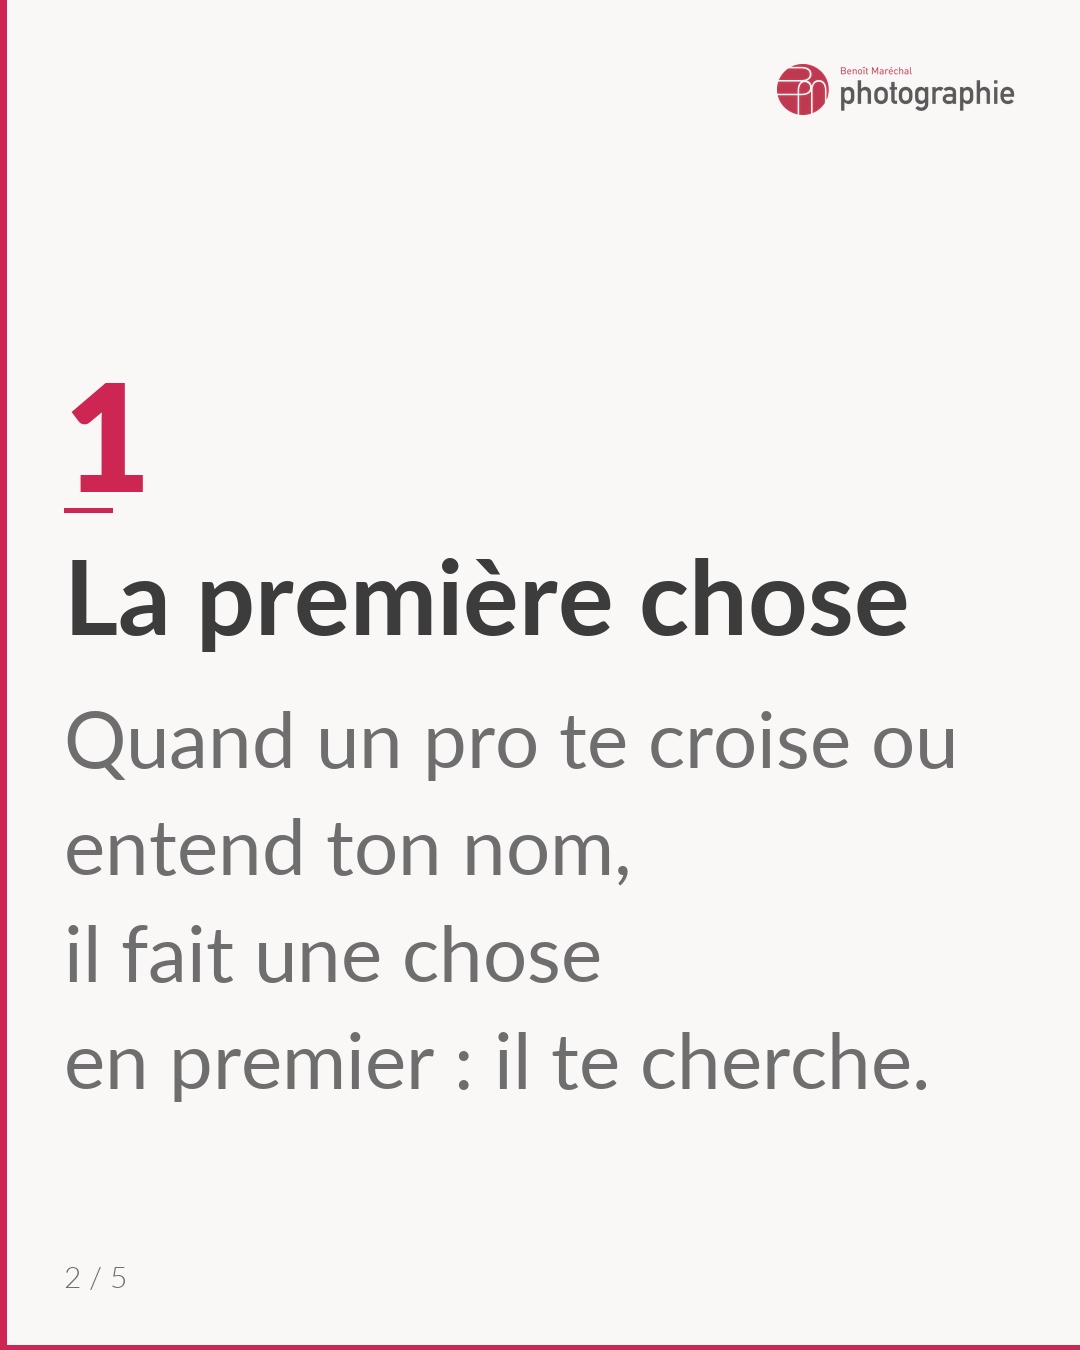 Benoît Maréchal
photographie
1
La première chose
Quand un pro te croise ou
entend ton nom,
il fait une chose
en premier : il te cherche.
2 / 5